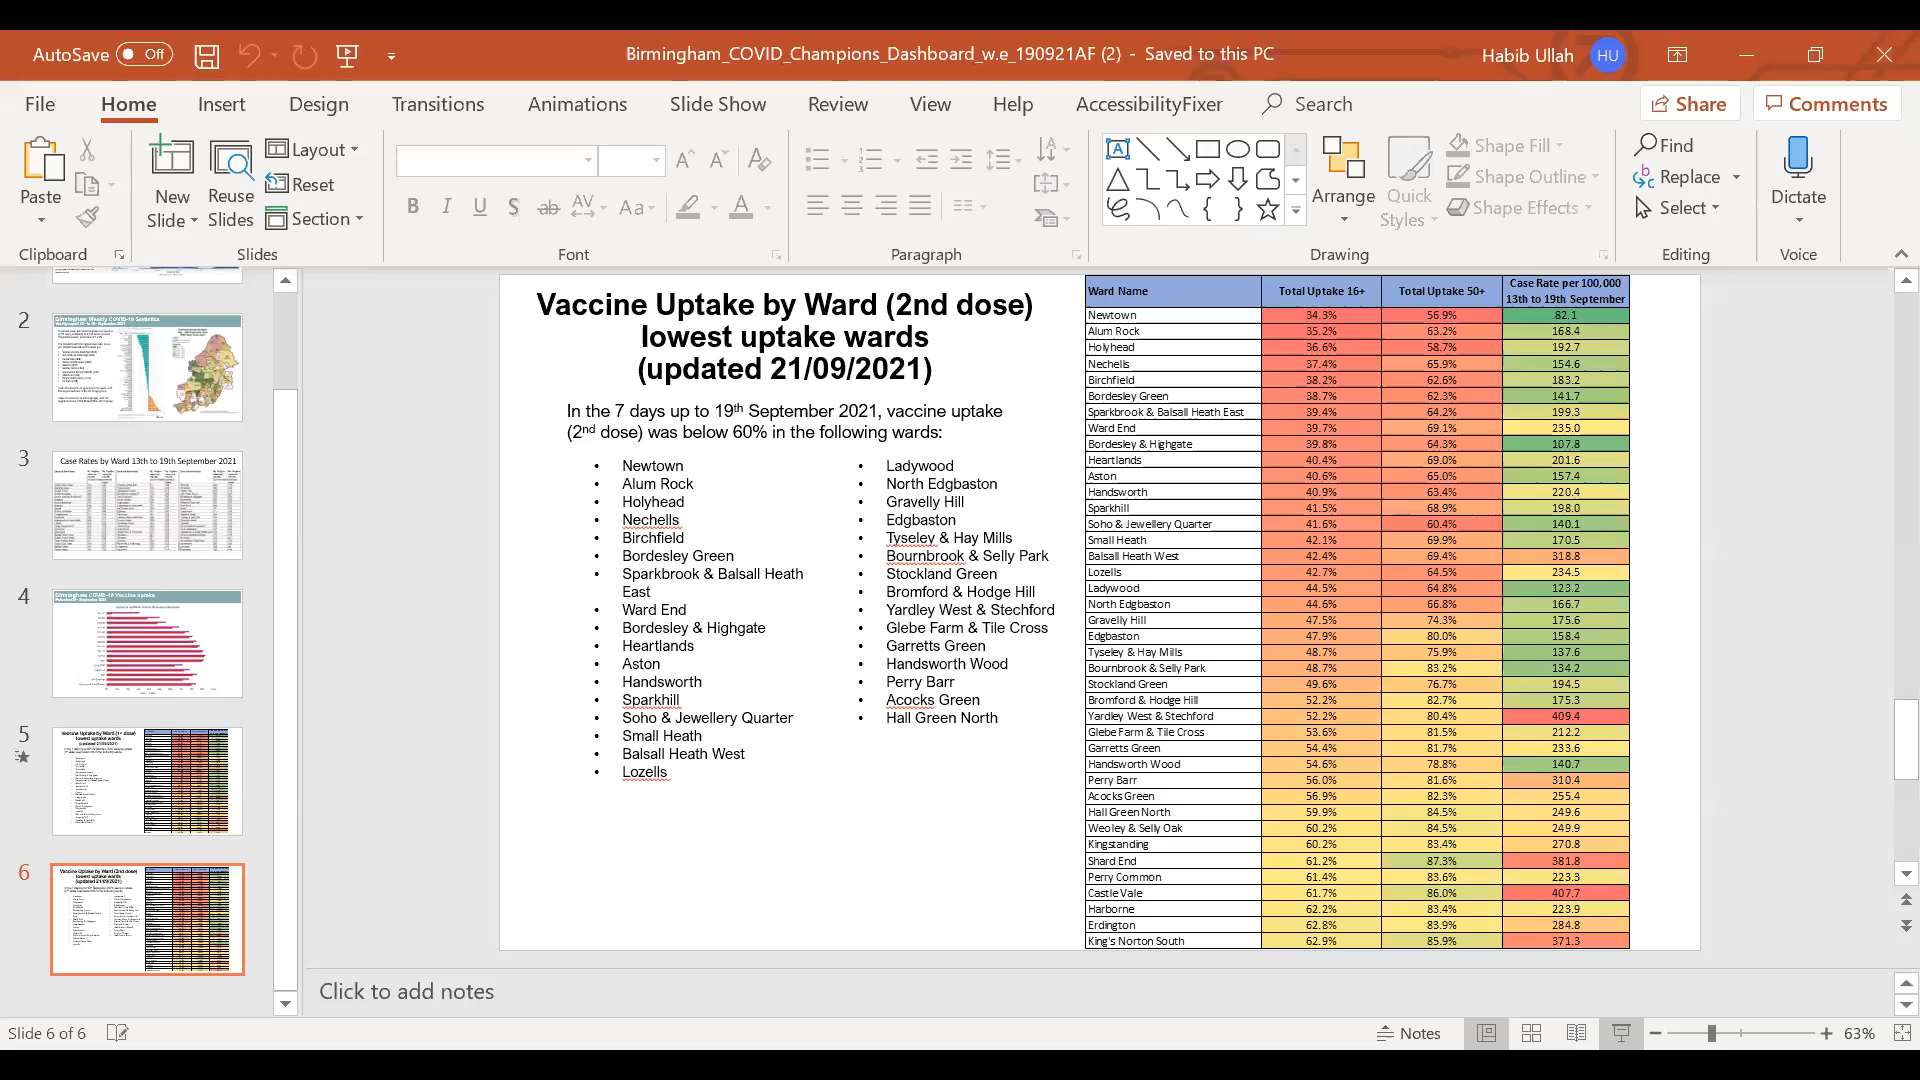 AutoSave Off
Birmingham_COVID_Champions_Dashboard_w.e_190921AF (2) - Saved to this PC
Habib Ullah HU
File Home Insert Design Transitions Animations Slide Show Review View Help AccessibilityFixer Search
Share Comments
Paste
New Slide
Reuse Slides
Layout
Reset
Section
Arrange
Quick Styles
Shape Fill
Shape Outline
Shape Effects
Find
Replace
Select
Dictate
Clipboard Slides Font Paragraph Drawing Editing Voice
2
3
Case Rates by Ward 13th to 19th September 2021
4
5
6
Vaccine Uptake by Ward (2nd dose)
lowest uptake wards
(updated 21/09/2021)
In the 7 days up to 19th September 2021, vaccine uptake
(2nd dose) was below 60% in the following wards:
• Newtown
• Alum Rock
• Holyhead
• Nechells
• Birchfield
• Bordesley Green
• Sparkbrook & Balsall Heath
East
• Ward End
• Bordesley & Highgate
• Heartlands
• Aston
• Handsworth
• Sparkhill
• Soho & Jewellery Quarter
• Small Heath
• Balsall Heath West
• Lozells
• Ladywood
• North Edgbaston
• Gravelly Hill
• Edgbaston
• Tyseley & Hay Mills
• Bournbrook & Selly Park
• Stockland Green
• Bromford & Hodge Hill
• Yardley West & Stechford
• Glebe Farm & Tile Cross
• Garretts Green
• Handsworth Wood
• Perry Barr
• Acocks Green
• Hall Green North
Ward Name Total Uptake 16+ Total Uptake 50+ Case Rate per 100,000 13th to 19th September
Newtown 34.3% 56.9% 82.1
Alum Rock 35.2% 63.2% 168.4
Holyhead 36.6% 58.7% 192.7
Nechells 37.4% 65.9% 154.6
Birchfield 38.2% 62.6% 183.2
Bordesley Green 38.7% 62.3% 141.7
Sparkbrook & Balsall Heath East 39.4% 64.2% 199.3
Ward End 39.7% 69.1% 235.0
Bordesley & Highgate 39.8% 64.3% 107.8
Heartlands 40.4% 69.0% 201.6
Aston 40.6% 65.0% 157.4
Handsworth 40.9% 63.4% 220.4
Sparkhill 41.5% 68.9% 198.0
Soho & Jewellery Quarter 41.6% 60.4% 140.1
Small Heath 42.1% 69.9% 170.5
Balsall Heath West 42.4% 69.4% 318.8
Lozells 42.7% 64.5% 234.5
Ladywood 44.5% 64.8% 123.2
North Edgbaston 44.6% 66.8% 166.7
Gravelly Hill 47.5% 74.3% 175.6
Edgbaston 47.9% 80.0% 158.4
Tyseley & Hay Mills 48.7% 75.9% 137.6
Bournbrook & Selly Park 48.7% 83.2% 134.2
Stockland Green 49.6% 76.7% 194.5
Bromford & Hodge Hill 52.2% 82.7% 175.3
Yardley West & Stechford 52.2% 80.4% 409.4
Glebe Farm & Tile Cross 53.6% 81.5% 212.2
Garretts Green 54.4% 81.7% 233.6
Handsworth Wood 54.6% 78.8% 140.7
Perry Barr 56.0% 81.6% 310.4
Acocks Green 56.9% 82.3% 255.4
Hall Green North 59.9% 84.5% 249.6
Weoley & Selly Oak 60.2% 84.5% 249.9
Kingstanding 60.2% 83.4% 270.8
Shard End 61.2% 87.3% 381.8
Perry Common 61.4% 83.6% 223.3
Castle Vale 61.7% 86.0% 407.7
Harborne 62.2% 83.4% 223.9
Erdington 62.8% 83.9% 284.8
King's Norton South 62.9% 85.9% 371.3
Click to add notes
Slide 6 of 6
Notes
63%